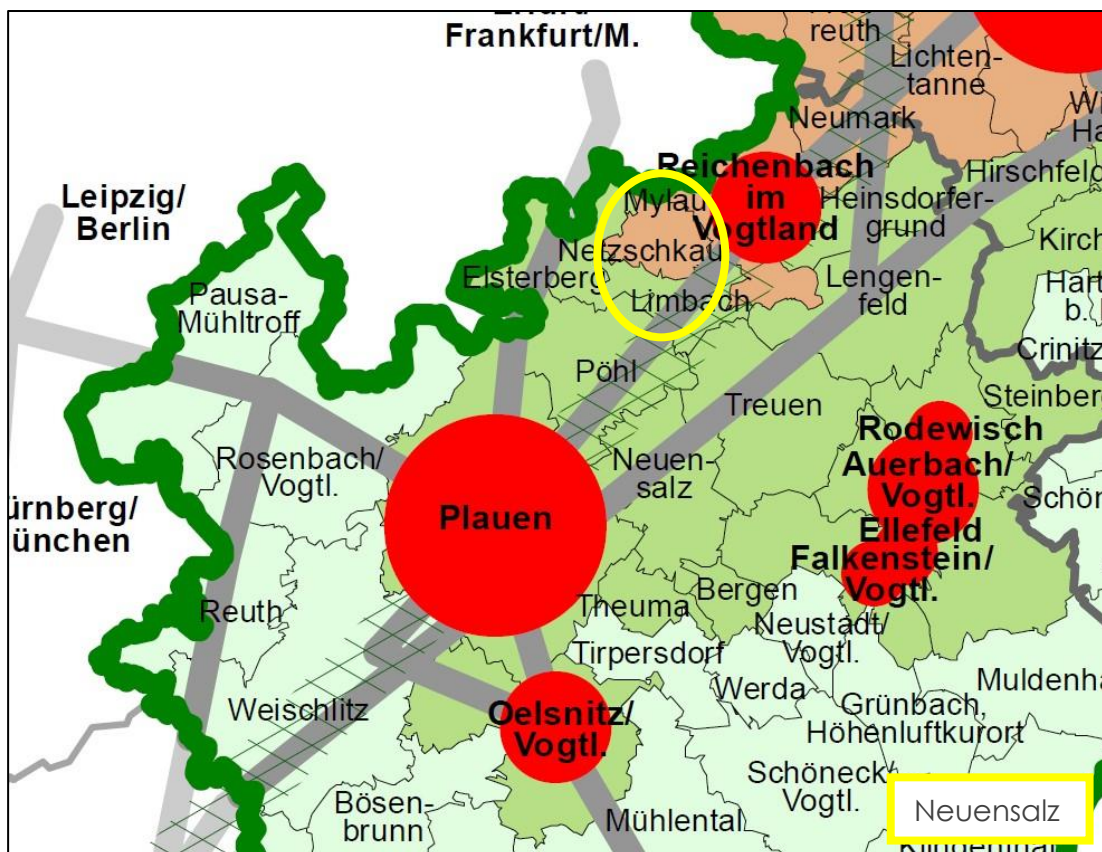 Frankfurt/M.
reuth
Lichten-
tanne
Neumark
Reichenbach
im
Vogtland
Mylau
Heinsdorfer-
grund
Hirschfeld
Leipzig/
Berlin
Netzschkau
Elsterberg
Limbach
Lengen-
feld
Pausa-
Mühltroff
Pöhl
Treuen
Steinberg
Rodewisch
Auerbach/
Vogtl.
Ellefeld
Falkenstein/
Vogtl.
Rosenbach/
Vogtl.
Neuen-
salz
Plauen
ürnberg/
ünchen
Reuth
Theuma
Bergen
Neustadt/
Vogtl.
Tirpersdorf
Werda
Muldenha
Grünbach,
Höhenluftkurort
Weischlitz
Oelsnitz/
Vogtl.
Schöneck/
Vogtl.
Bösen-
brunn
Mühlental
Neuensalz
Kirch
Hart
b.
Crinitz
Schön